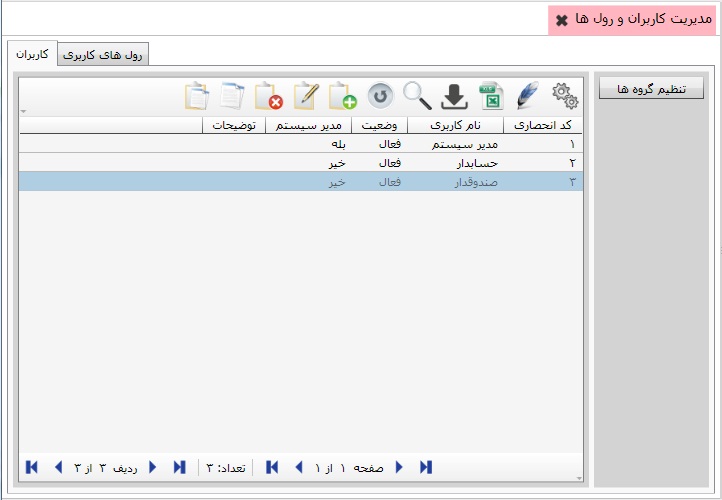 مدیریت کاربران و رول ها
کاربران
رول های کاربری
تنظیم گروه ها
کد انحصاری نام کاربری وضعیت مدیر سیستم توضیحات
۱ مدیر سیستم فعال بله
۲ حسابدار فعال خیر
۳ صندوقدار فعال خیر
صفحه ۱ از ۱ تعداد: ۳ ردیف ۳ از ۳